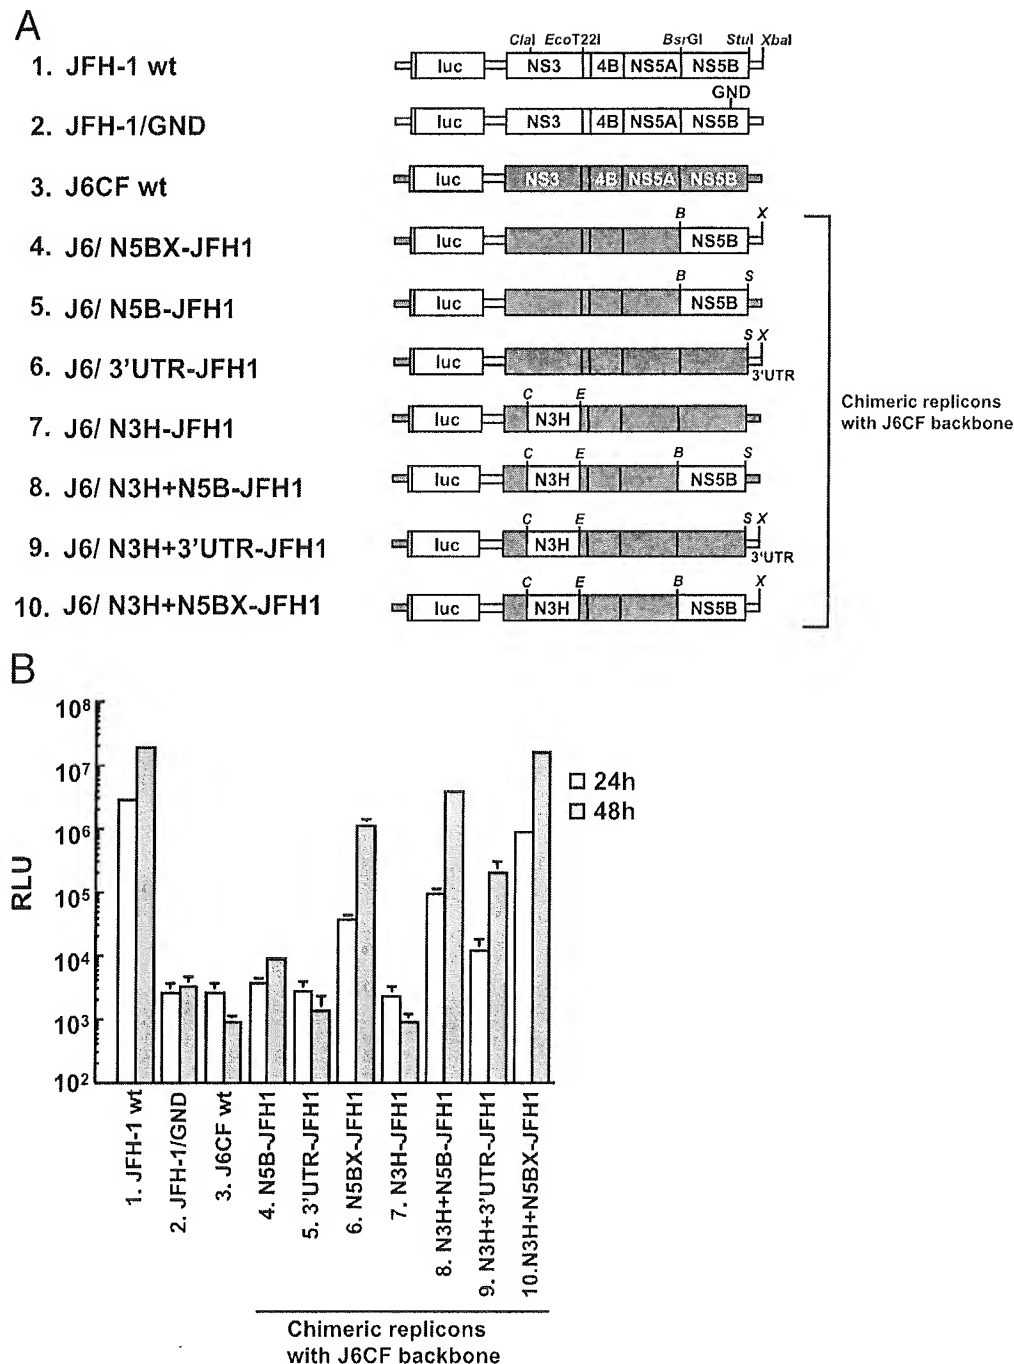 A
ClaI EcoT22I BsrGI StuI XbaI
1. JFH-1 wt luc NS3 4B NS5A NS5B
GND
2. JFH-1/GND luc NS3 4B NS5A NS5B
3. J6CF wt luc NS3 4B NS5A NS5B
B X
4. J6/ N5BX-JFH1 luc NS5B
B S
5. J6/ N5B-JFH1 luc NS5B
S X
6. J6/ 3'UTR-JFH1 luc
3'UTR
C E
7. J6/ N3H-JFH1 luc N3H
C E B S
8. J6/ N3H+N5B-JFH1 luc N3H NS5B
C E S X
9. J6/ N3H+3'UTR-JFH1 luc N3H
3'UTR
C E B X
10. J6/ N3H+N5BX-JFH1 luc N3H NS5B
Chimeric replicons
with J6CF backbone
B
RLU
10⁸
10⁷
10⁶
10⁵
10⁴
10³
10²
24h
48h
1. JFH-1 wt
2. JFH-1/GND
3. J6CF wt
4. N5B-JFH1
5. 3'UTR-JFH1
6. N5BX-JFH1
7. N3H-JFH1
8. N3H+N5B-JFH1
9. N3H+3'UTR-JFH1
10.N3H+N5BX-JFH1
Chimeric replicons
with J6CF backbone